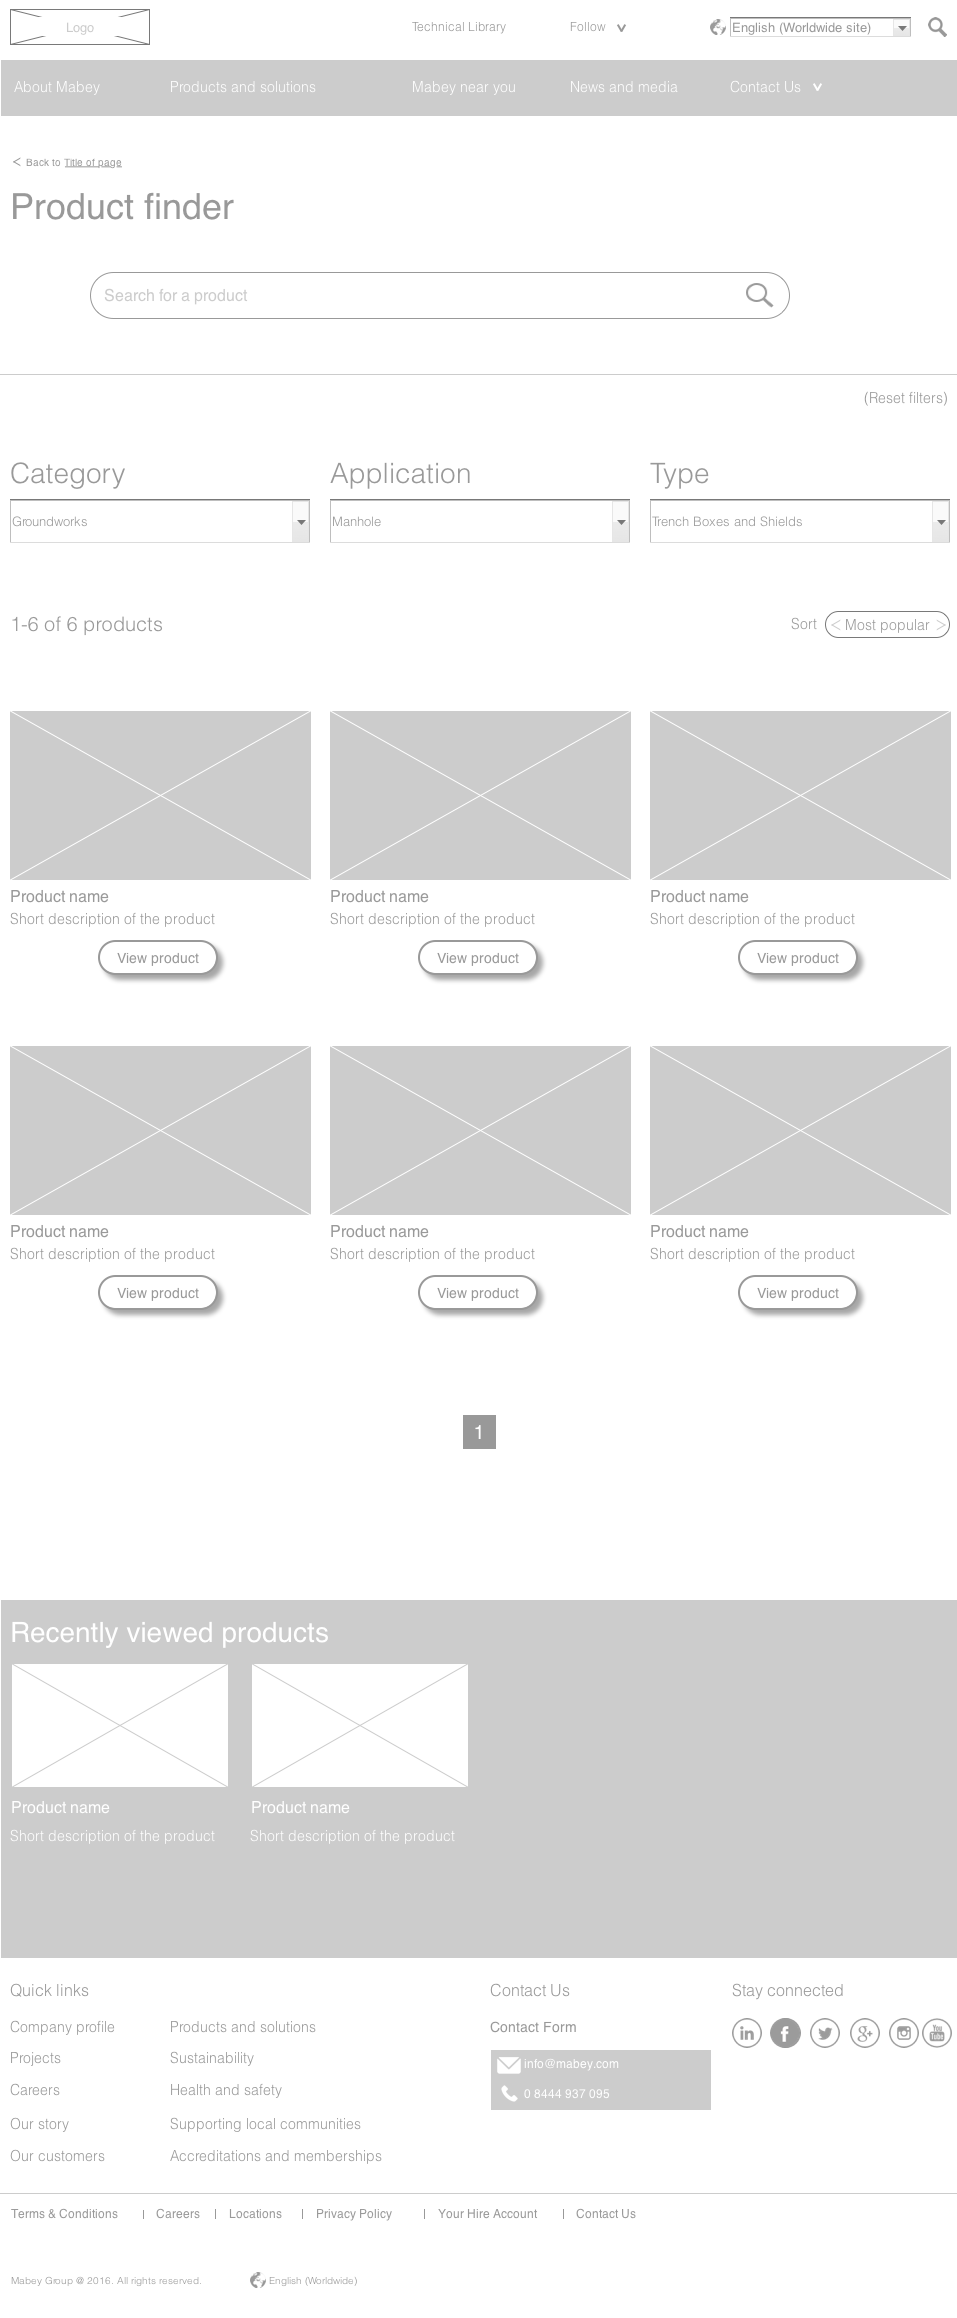 Logo
Technical Library
Follow
English (Worldwide site)
About Mabey
Products and solutions
Mabey near you
News and media
Contact Us
< Back to Title of page
Product finder
Search for a product
(Reset filters)
Category
Application
Type
Groundworks
Manhole
Trench Boxes and Shields
1-6 of 6 products
Sort
< Most popular >
Product name
Product name
Product name
Short description of the product
Short description of the product
Short description of the product
View product
View product
View product
Product name
Product name
Product name
Short description of the product
Short description of the product
Short description of the product
View product
View product
View product
1
Recently viewed products
Product name
Product name
Short description of the product
Short description of the product
Quick links
Company profile
Projects
Careers
Our story
Our customers
Products and solutions
Sustainability
Health and safety
Supporting local communities
Accreditations and memberships
Contact Us
Contact Form
info@mabey.com
0 8444 937 095
Stay connected
in
f
g+
You Tube
Terms & Conditions | Careers | Locations | Privacy Policy | Your Hire Account | Contact Us
Mabey Group @ 2016. All rights reserved.
English (Worldwide)